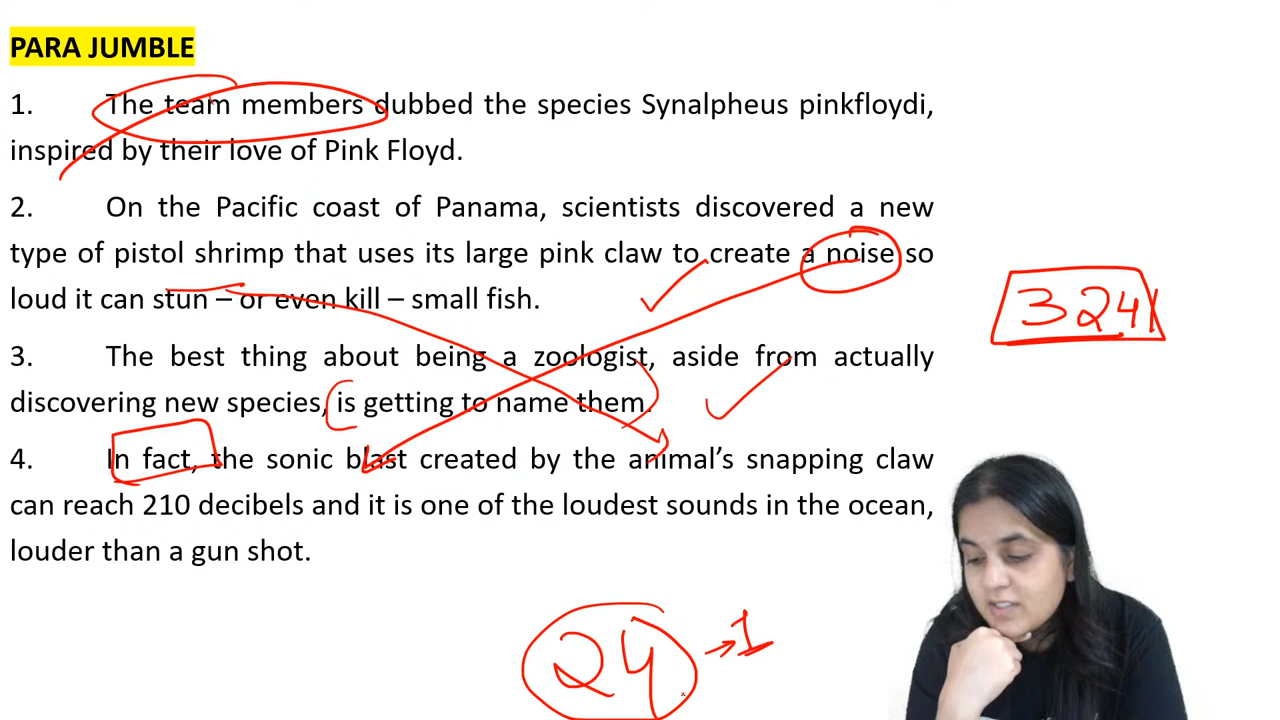 PARA JUMBLE
1. The team members dubbed the species Synalpheus pinkfloydi,
inspired by their love of Pink Floyd.
2. On the Pacific coast of Panama, scientists discovered a new
type of pistol shrimp that uses its large pink claw to create a noise so
loud it can stun – or even kill – small fish.
3241
3. The best thing about being a zoologist, aside from actually
discovering new species, is getting to name them.
4. In fact, the sonic blast created by the animal's snapping claw
can reach 210 decibels and it is one of the loudest sounds in the ocean,
louder than a gun shot.
24 → 1